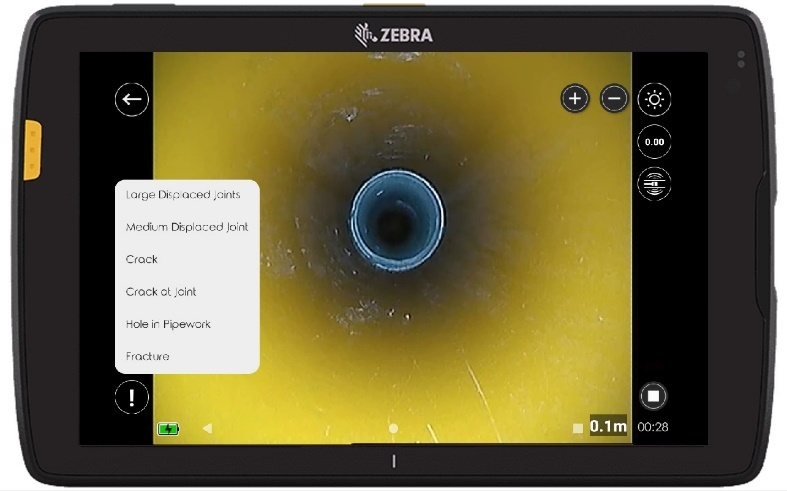 ZEBRA
0.00
Large Displaced Joints
Medium Displaced Joint
Crack
Crack at Joint
Hole in Pipework
Fracture
!
0.1m
00:28